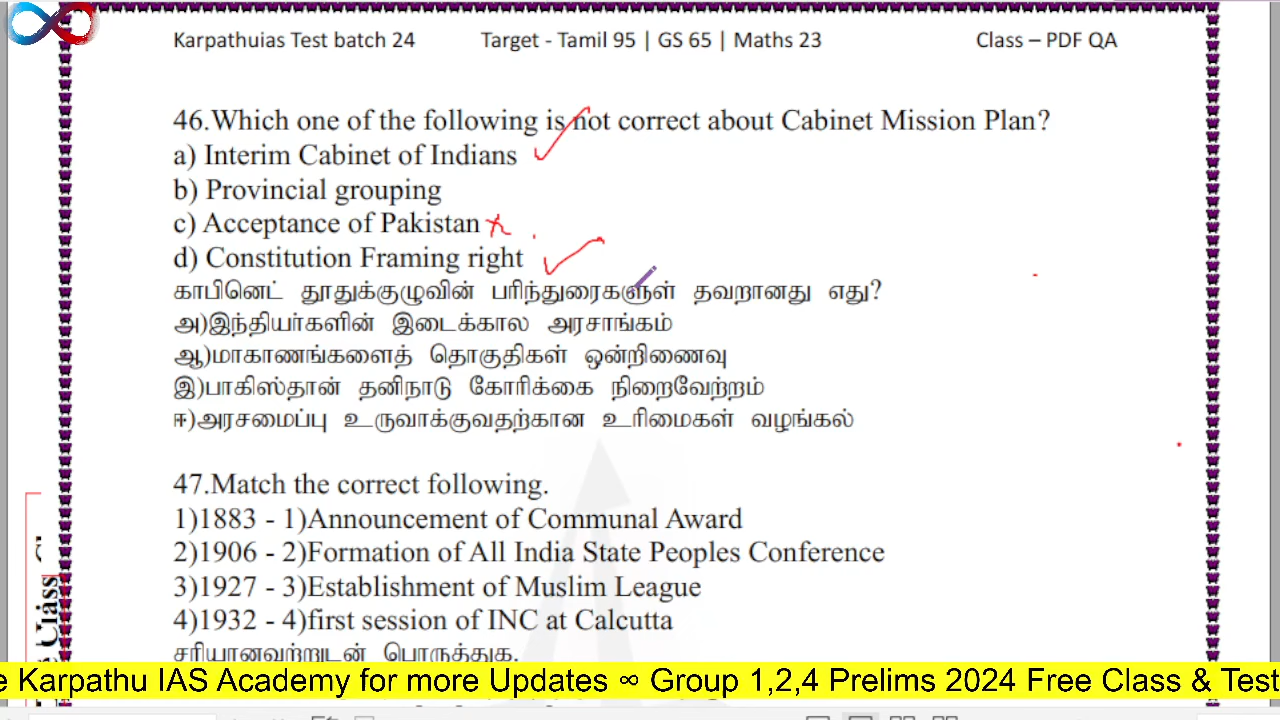 Karpathuias Test batch 24 Target - Tamil 95 | GS 65 | Maths 23 Class – PDF QA
46.Which one of the following is not correct about Cabinet Mission Plan?
a) Interim Cabinet of Indians
b) Provincial grouping
c) Acceptance of Pakistan
d) Constitution Framing right
காபினெட் தூதுக்குழுவின் பரிந்துரைகளுள் தவறானது எது?
அ)இந்தியர்களின் இடைக்கால அரசாங்கம்
ஆ)மாகாணங்களைத் தொகுதிகள் ஒன்றிணைவு
இ)பாகிஸ்தான் தனிநாடு கோரிக்கை நிறைவேற்றம்
ஈ)அரசமைப்பு உருவாக்குவதற்கான உரிமைகள் வழங்கல்
47.Match the correct following.
1)1883 - 1)Announcement of Communal Award
2)1906 - 2)Formation of All India State Peoples Conference
3)1927 - 3)Establishment of Muslim League
4)1932 - 4)first session of INC at Calcutta
சரியானவற்றுடன் பொருத்துக.
Karpathu IAS Academy for more Updates ∞ Group 1,2,4 Prelims 2024 Free Class & Test